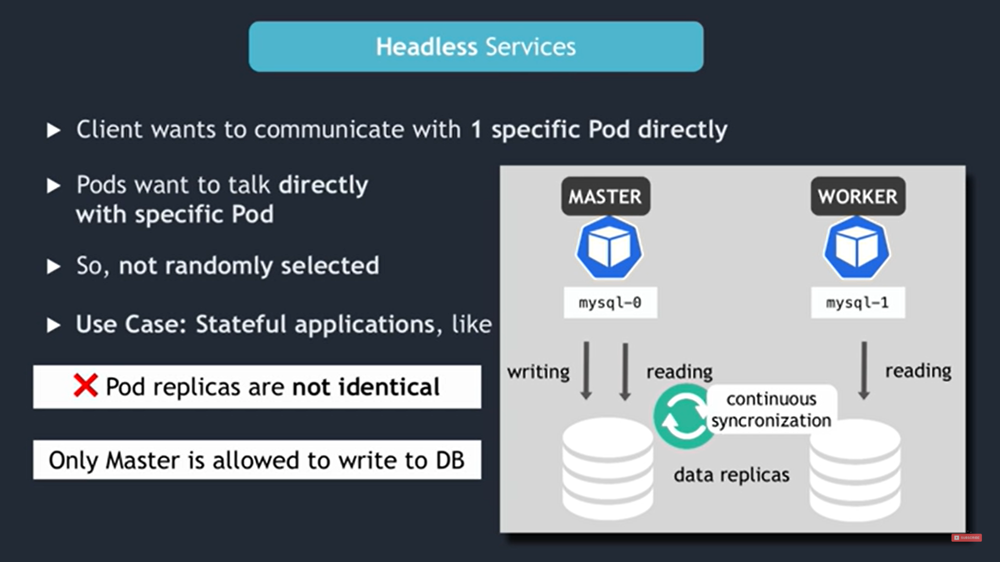 Headless Services
Client wants to communicate with 1 specific Pod directly
Pods want to talk directly
with specific Pod
So, not randomly selected
Use Case: Stateful applications, like
Pod replicas are not identical
Only Master is allowed to write to DB
MASTER
WORKER
mysql-0
mysql-1
writing
reading
reading
continuous
syncronization
data replicas
SUBSCRIBE